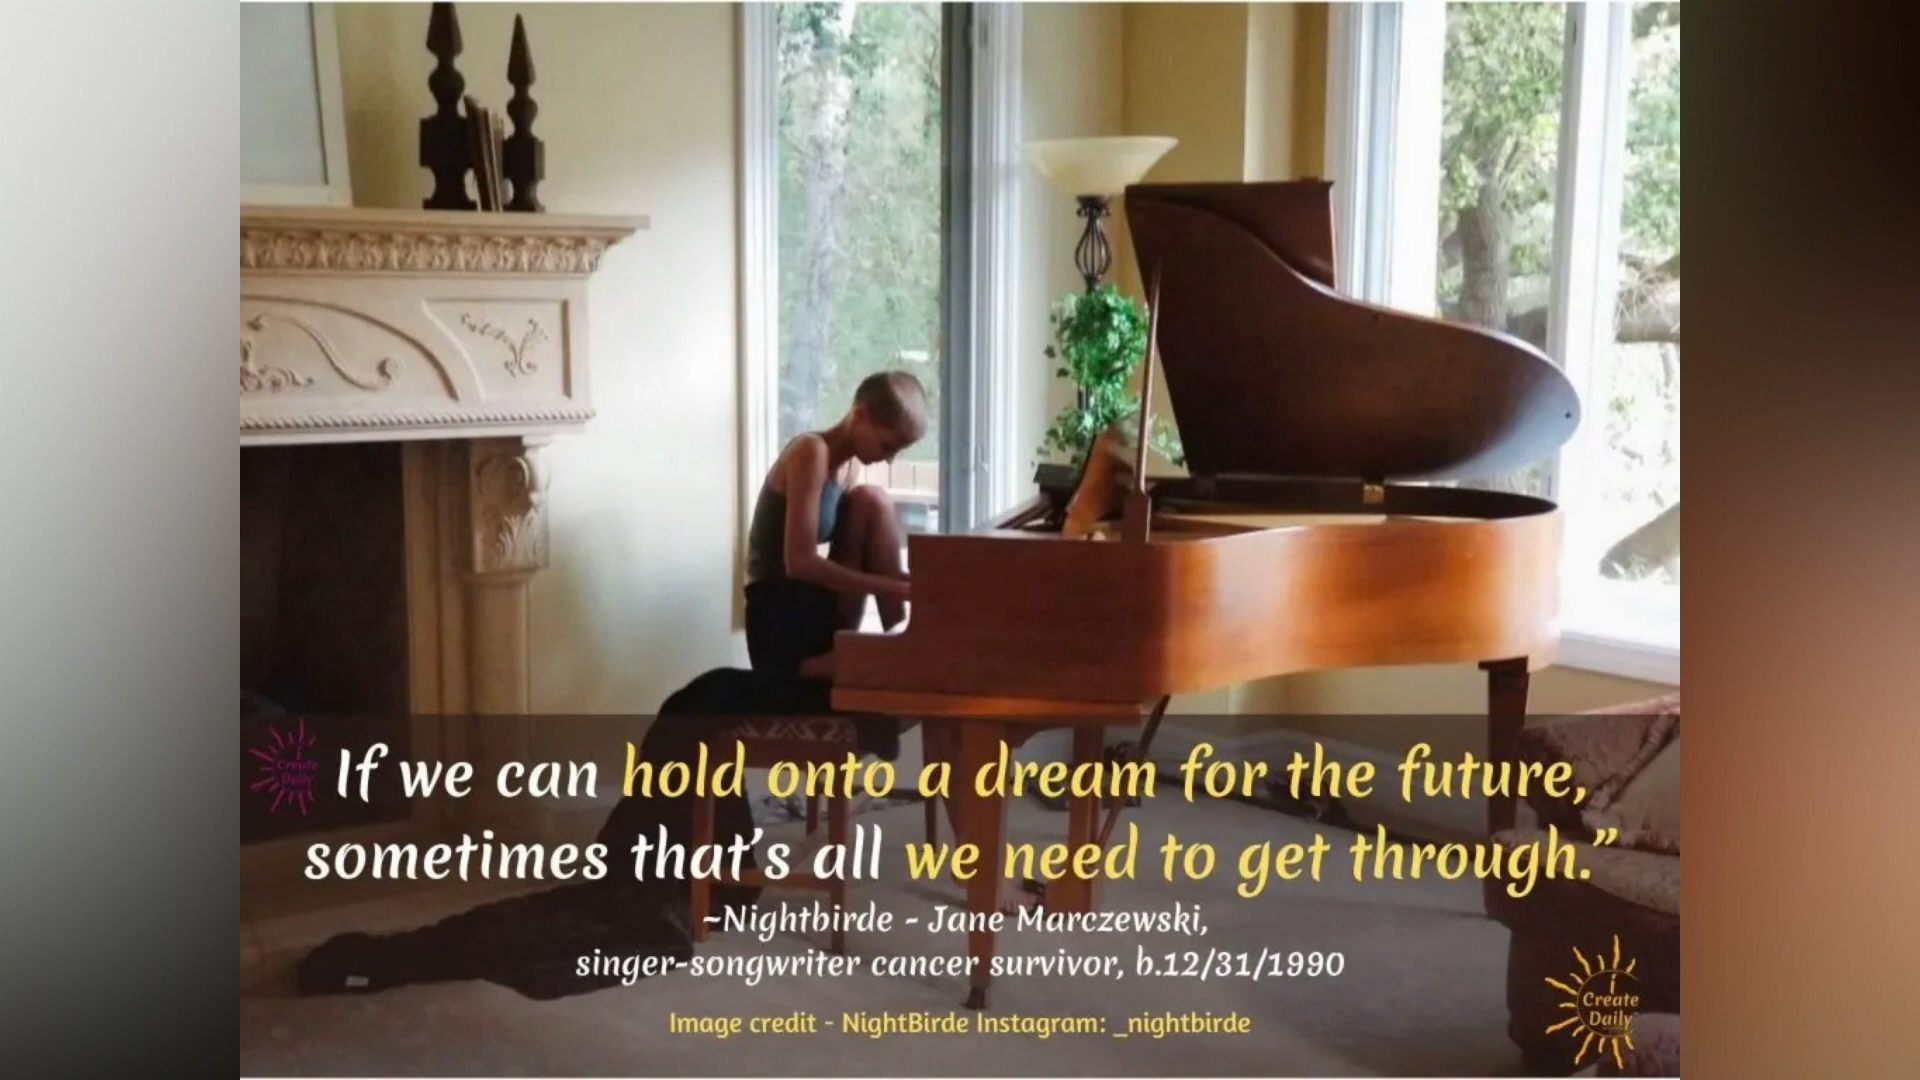 If we can hold onto a dream for the future,
sometimes that's all we need to get through.”
~Nightbirde - Jane Marczewski,
singer-songwriter cancer survivor, b.12/31/1990
Image credit - NightBirde Instagram: _nightbirde
i
Create
Daily
i
Create
Daily